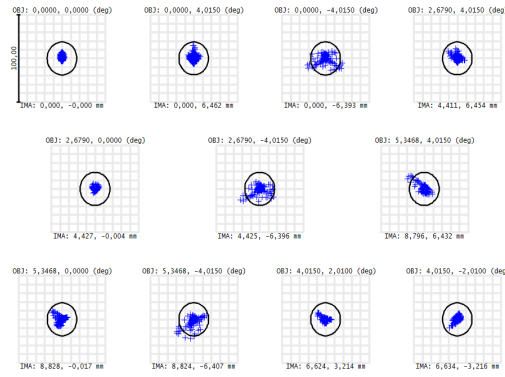 OBJ: 0,0000, 0,0000 (deg)
OBJ: 0,0000, 4,0150 (deg)
OBJ: 0,0000, -4,0150 (deg)
OBJ: 2,6790, 4,0150 (deg)
100,00
IMA: 0,000, -0,000 mm
IMA: 0,000, 6,462 mm
IMA: 0,000, -6,393 mm
IMA: 4,411, 6,454 mm
OBJ: 2,6790, 0,0000 (deg)
OBJ: 2,6790, -4,0150 (deg)
OBJ: 5,3468, 4,0150 (deg)
IMA: 4,427, -0,004 mm
IMA: 4,425, -6,396 mm
IMA: 8,796, 6,432 mm
OBJ: 5,3468, 0,0000 (deg)
OBJ: 5,3468, -4,0150 (deg)
OBJ: 4,0150, 2,0100 (deg)
OBJ: 4,0150, -2,0100 (deg)
IMA: 8,828, -0,017 mm
IMA: 8,824, -6,407 mm
IMA: 6,624, 3,214 mm
IMA: 6,634, -3,216 mm